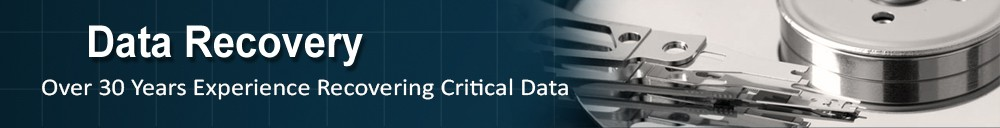 Data Recovery
Over 30 Years Experience Recovering Critical Data